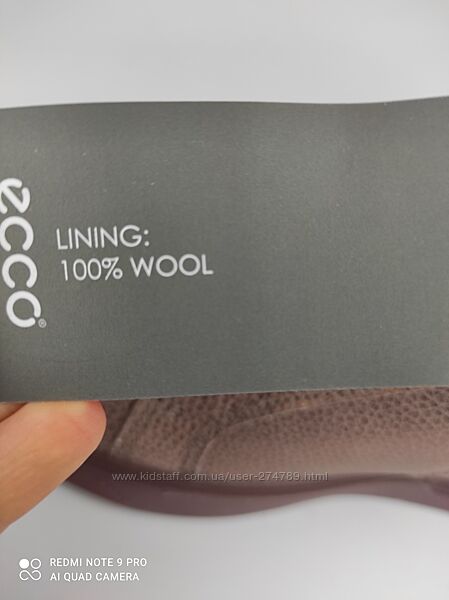 ecco®
LINING:
100% WOOL
www.kidstaff.com.ua/user-274789.html
REDMI NOTE 9 PRO
AI QUAD CAMERA